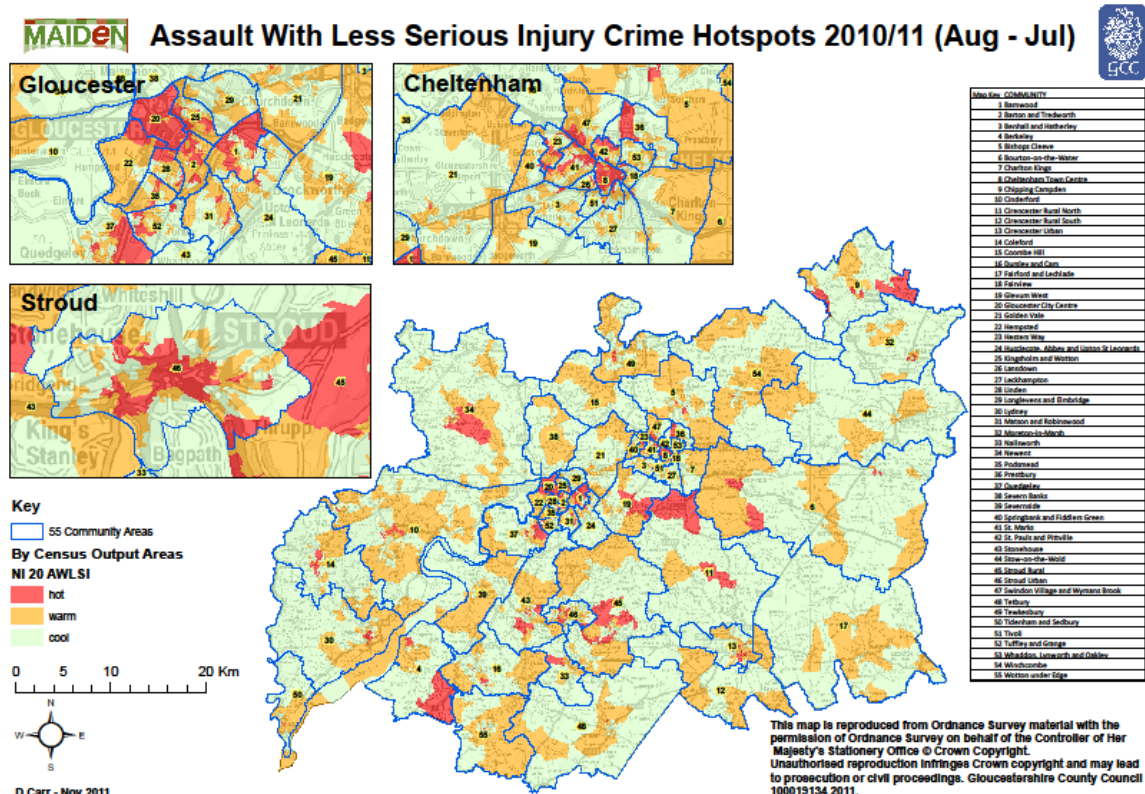 MAIDeN
Assault With Less Serious Injury Crime Hotspots 2010/11 (Aug - Jul)
GCC
Gloucester
Cheltenham
Stroud
Map Key COMMUNITY
1 Barnwood
2 Barton and Tredworth
3 Benhall and Hatherley
4 Berkeley
5 Bishops Cleeve
6 Bourton-on-the-Water
7 Charlton Kings
8 Cheltenham Town Centre
9 Chipping Campden
10 Cinderford
11 Cirencester Rural North
12 Cirencester Rural South
13 Cirencester Urban
14 Coleford
15 Coombe Hill
16 Dursley and Cam
17 Fairford and Lechlade
18 Fairview
19 Glevum West
20 Gloucester City Centre
21 Golden Vale
22 Hempsted
23 Hesters Way
24 Hucclecote, Abbey and Upton St Leonards
25 Kingsholm and Wotton
26 Lansdown
27 Leckhampton
28 Linden
29 Longlevens and Elmbridge
30 Lydney
31 Matson and Robinswood
32 Moreton-in-Marsh
33 Nailsworth
34 Newent
35 Podsmead
36 Prestbury
37 Quedgeley
38 Severn Banks
39 Severnside
40 Springbank and Fiddlers Green
41 St. Marks
42 St. Pauls and Pittville
43 Stonehouse
44 Stow-on-the-Wold
45 Stroud Rural
46 Stroud Urban
47 Swindon Village and Wymans Brook
48 Tetbury
49 Tewkesbury
50 Tidenham and Sedbury
51 Tivoli
52 Tuffley and Grange
53 Whaddon, Lynworth and Oakley
54 Winchcombe
55 Wotton under Edge
Key
55 Community Areas
By Census Output Areas
NI 20 AWLSI
hot
warm
cool
0 5 10 20 Km
N
W E
S
D Carr - Nov 2011
This map is reproduced from Ordnance Survey material with the
permission of Ordnance Survey on behalf of the Controller of Her
Majesty's Stationery Office © Crown Copyright.
Unauthorised reproduction infringes Crown copyright and may lead
to prosecution or civil proceedings. Gloucestershire County Council
100019134 2011.